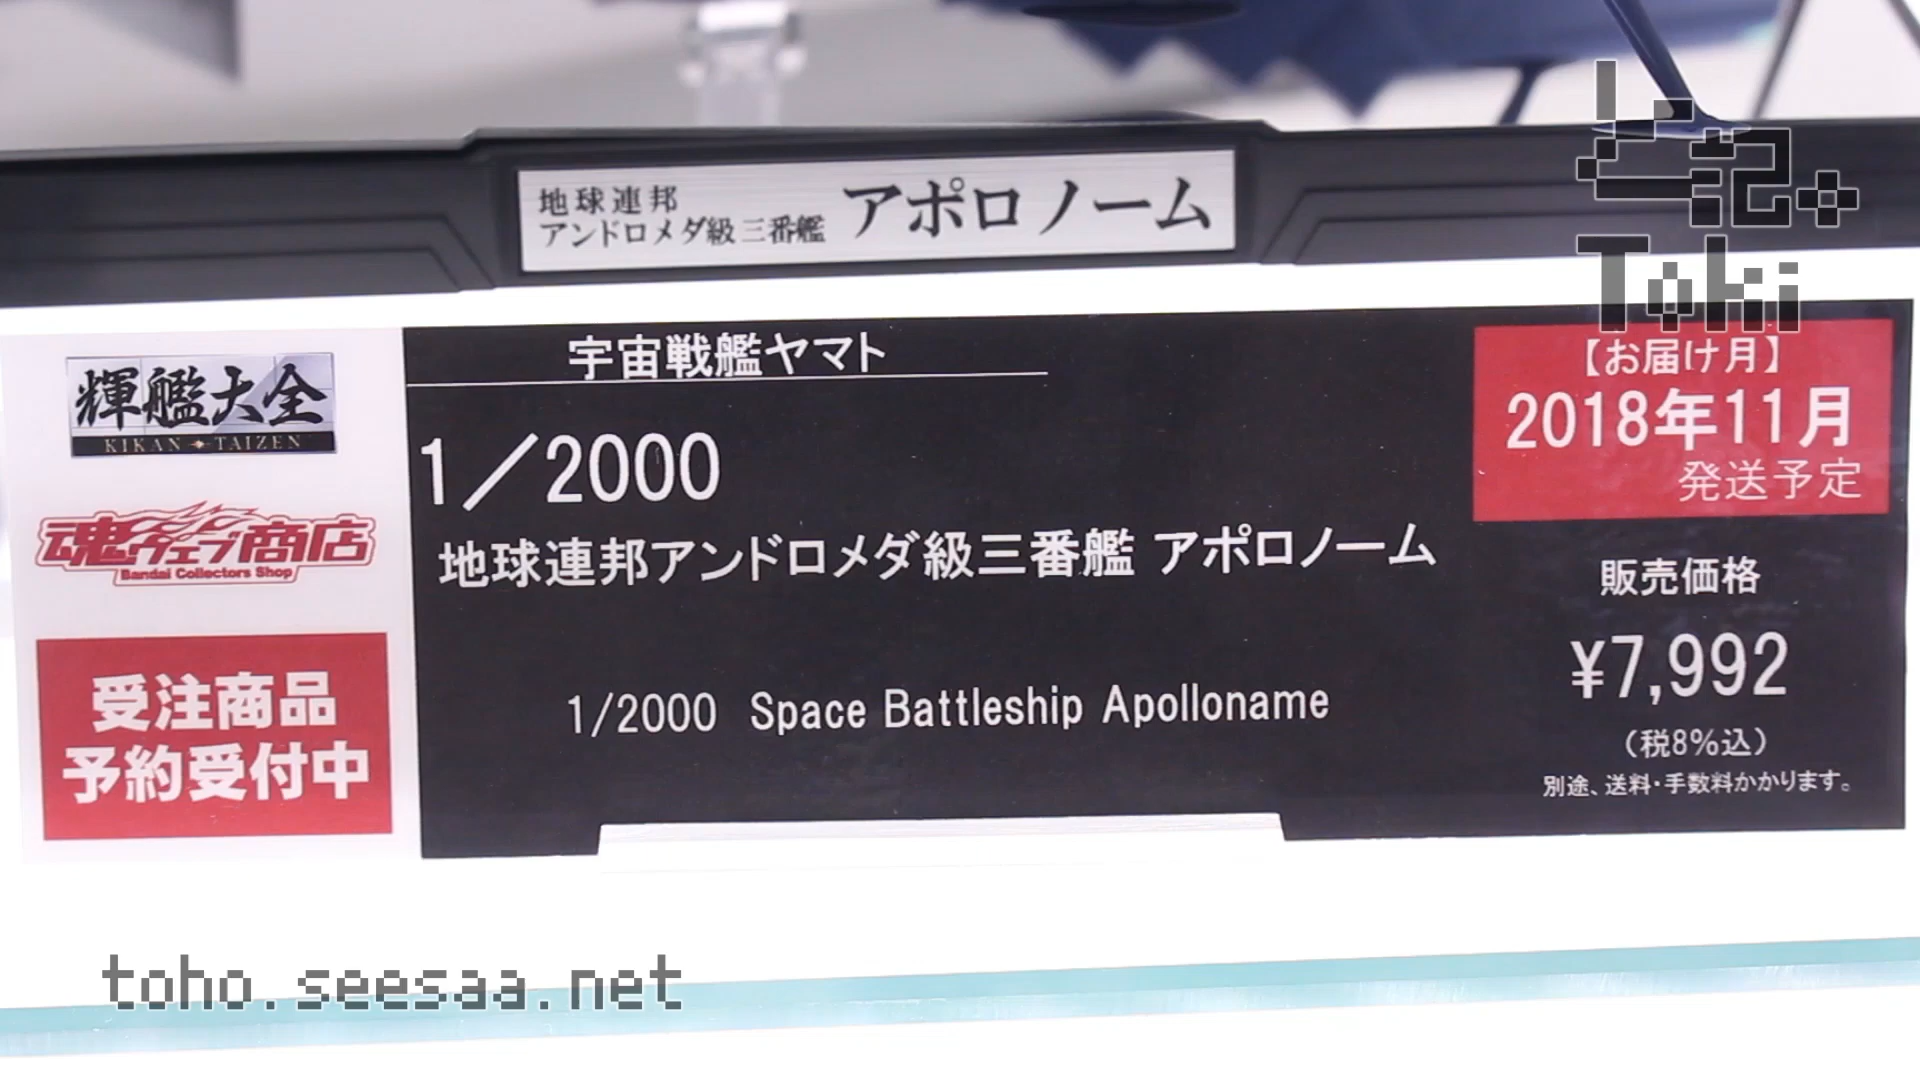 とろ+
Toki
地球連邦
アンドロメダ級三番艦 アポロノーム
輝艦大全
KIKAN TAIZEN
魂ウェブ商店
Bandai Collectors Shop
受注商品
予約受付中
宇宙戦艦ヤマト
1／2000
地球連邦アンドロメダ級三番艦 アポロノーム
1/2000 Space Battleship Apolloname
【お届け月】
2018年11月
発送予定
販売価格
¥7,992
（税8%込）
別途、送料・手数料かかります。
toho.seesaa.net